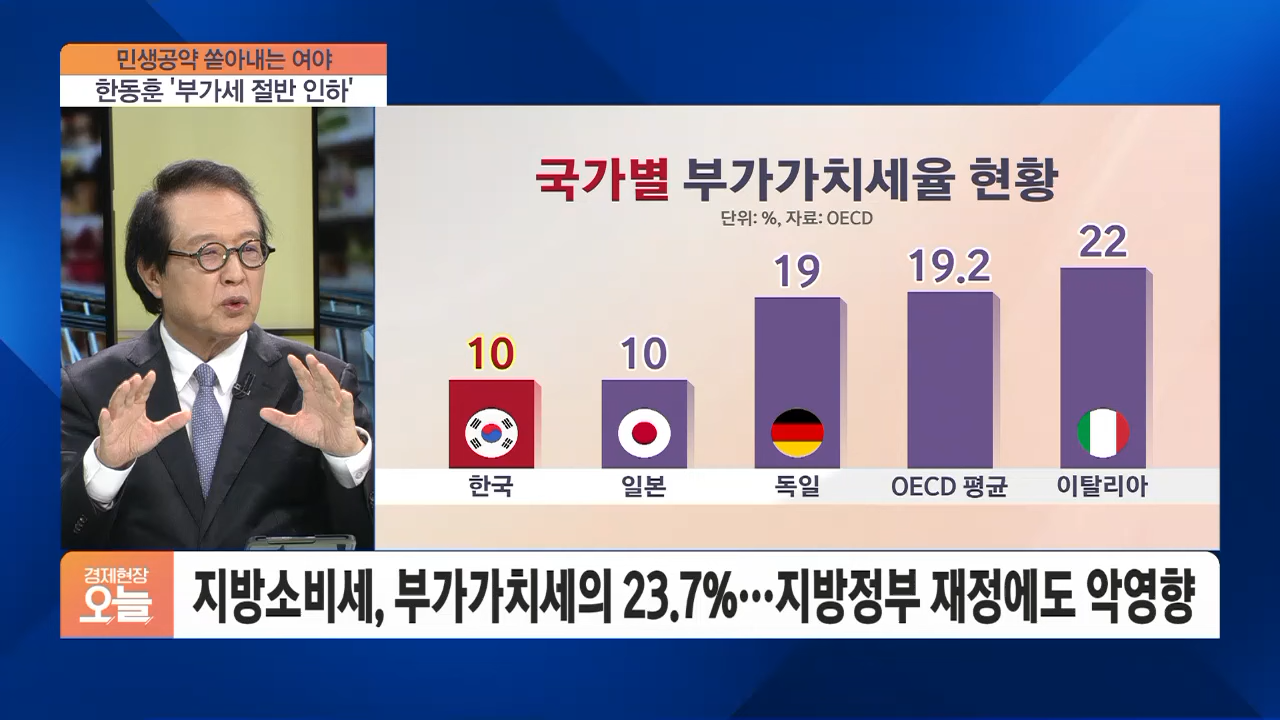 민생공약 쏟아내는 여야
한동훈 '부가세 절반 인하'
국가별 부가가치세율 현황
단위: %, 자료: OECD
10
10
19
19.2
22
한국
일본
독일
OECD 평균
이탈리아
경제현장
오늘
지방소비세, 부가가치세의 23.7%…지방정부 재정에도 악영향